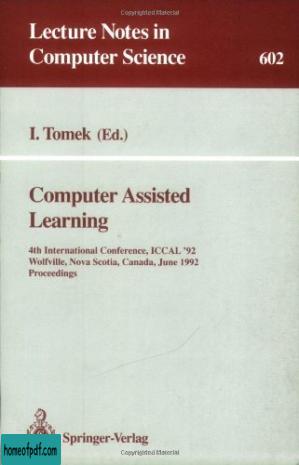 Lecture Notes in
Computer Science
602
I. Tomek (Ed.)
Computer Assisted
Learning
4th International Conference, ICCAL '92
Wolfville, Nova Scotia, Canada, June 1992
Proceedings
Springer-Verlag
homeofpdf.com